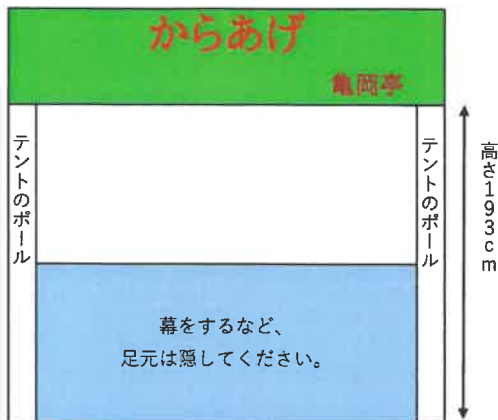 からあげ
亀岡亭
テントのポール
テントのポール
高さ193cm
幕をするなど、
足元は隠してください。